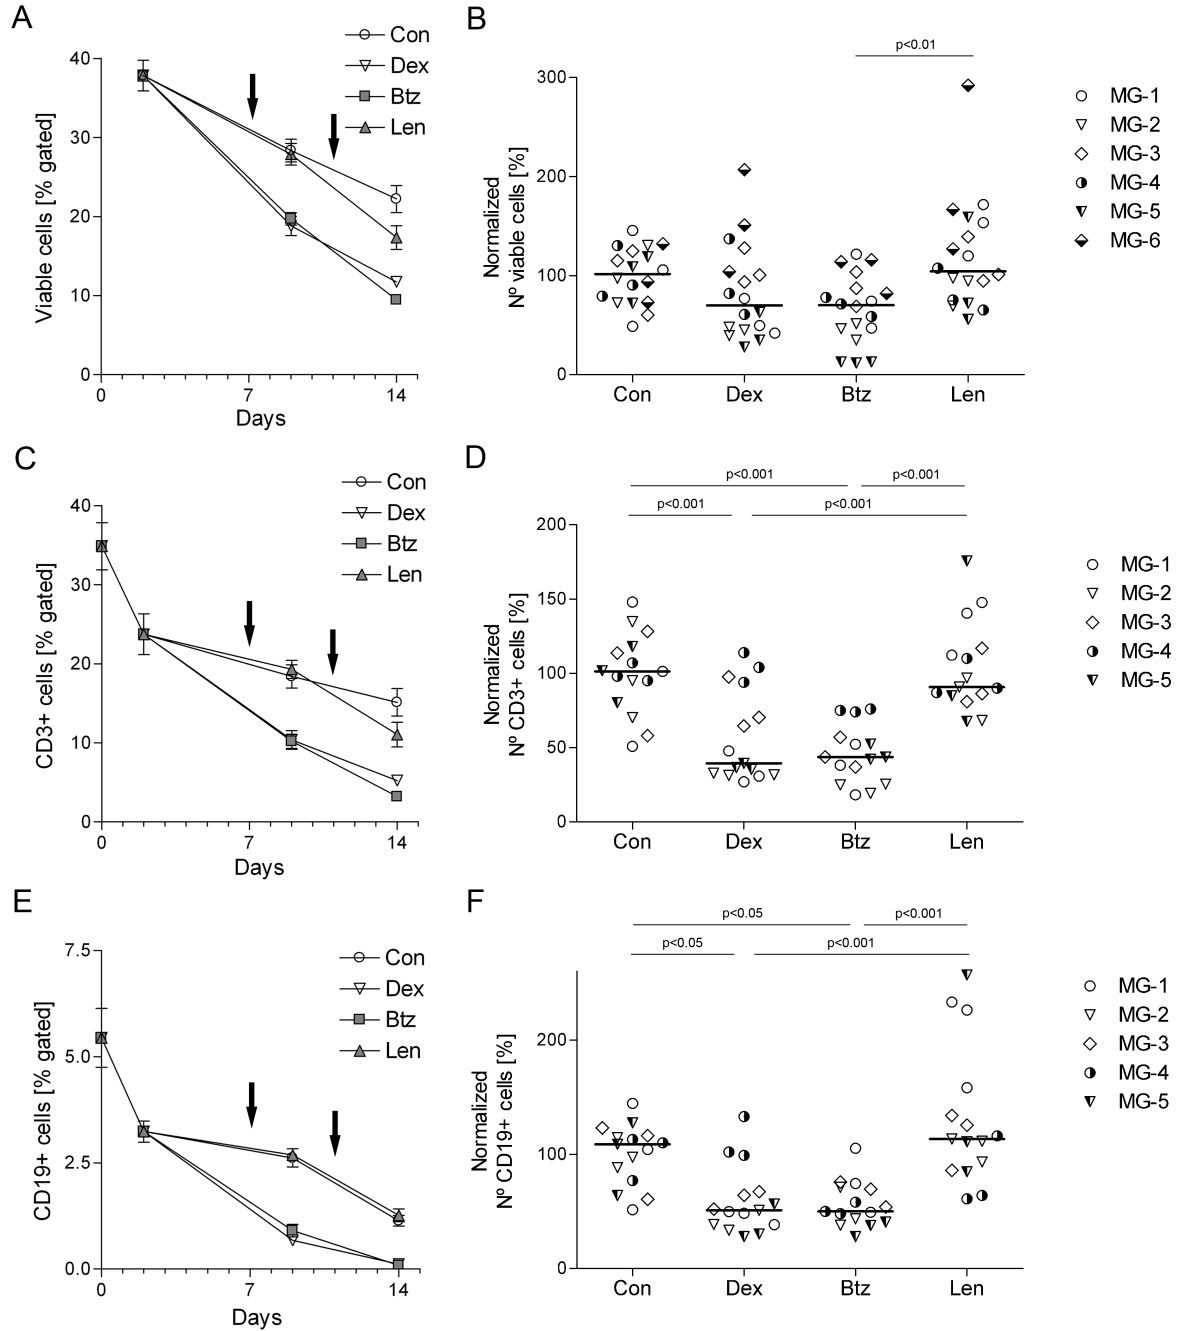 A
Con
Dex
Btz
Len
40
30
20
10
0
0
7
14
Viable cells [% gated]
Days
B
p<0.01
300
200
100
0
Normalized
Nº viable cells [%]
Con
Dex
Btz
Len
MG-1
MG-2
MG-3
MG-4
MG-5
MG-6
C
Con
Dex
Btz
Len
40
30
20
10
0
0
7
14
CD3+ cells [% gated]
Days
D
p<0.001
p<0.001
p<0.001
p<0.001
200
150
100
50
0
Normalized
Nº CD3+ cells [%]
Con
Dex
Btz
Len
MG-1
MG-2
MG-3
MG-4
MG-5
E
Con
Dex
Btz
Len
7.5
5.0
2.5
0.0
0
7
14
CD19+ cells [% gated]
Days
F
p<0.05
p<0.001
p<0.05
p<0.001
200
100
0
Normalized
Nº CD19+ cells [%]
Con
Dex
Btz
Len
MG-1
MG-2
MG-3
MG-4
MG-5